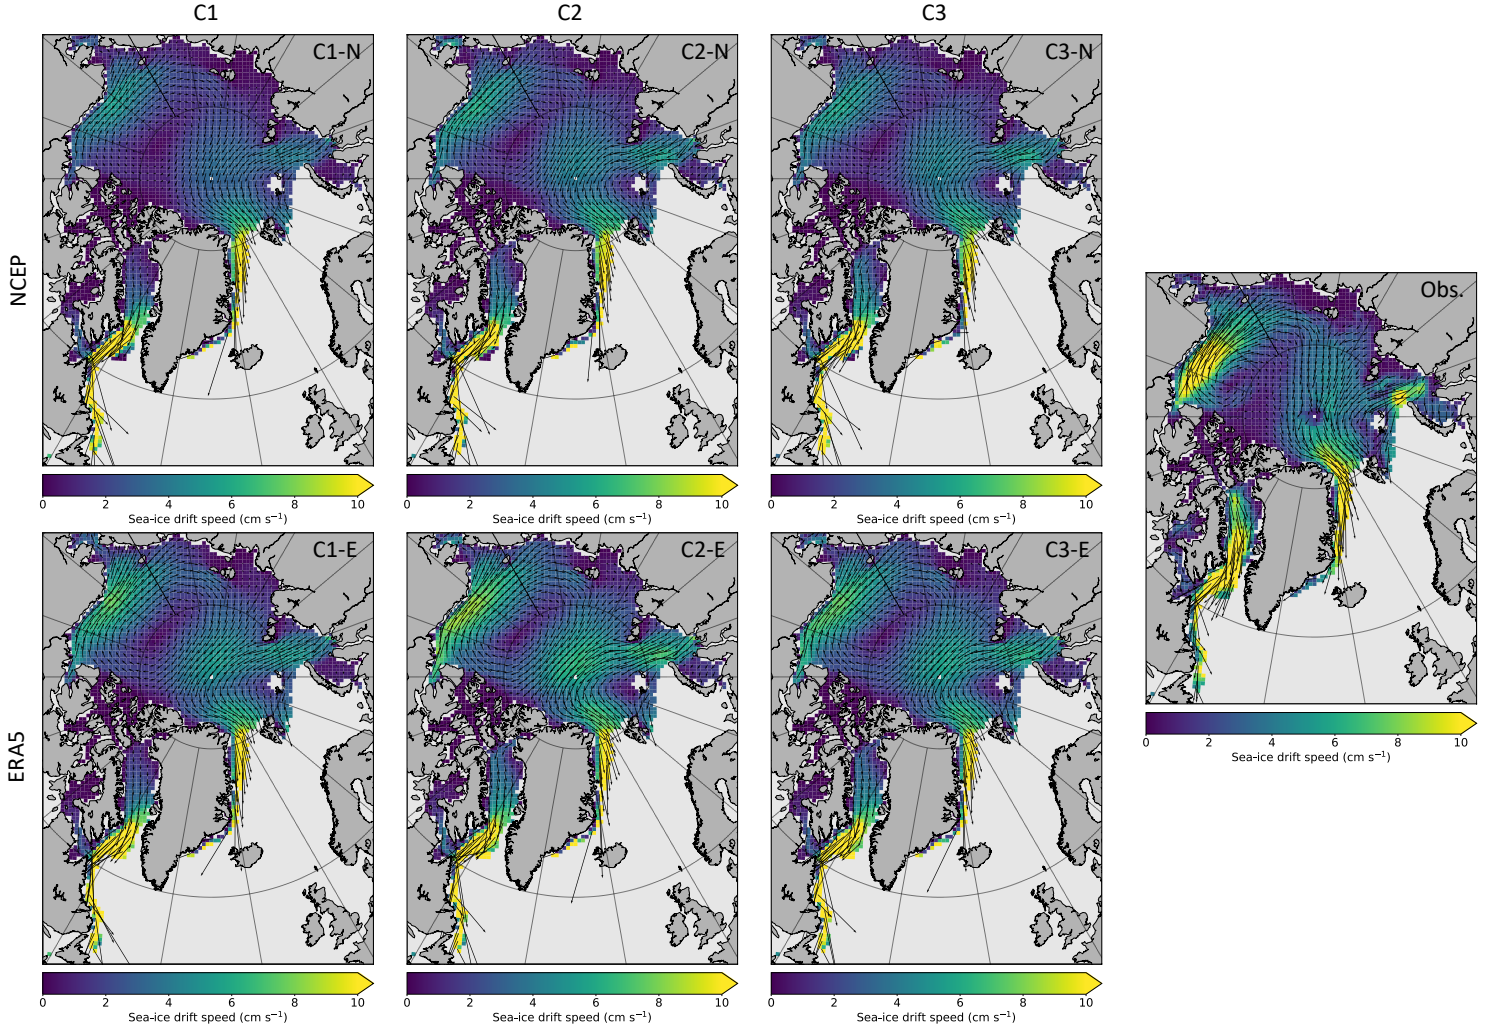 C1 C2 C3
NCEP
C1-N C2-N C3-N
0 2 4 6 8 10 0 2 4 6 8 10 0 2 4 6 8 10
Sea-ice drift speed (cm s⁻¹) Sea-ice drift speed (cm s⁻¹) Sea-ice drift speed (cm s⁻¹)
Obs.
0 2 4 6 8 10
Sea-ice drift speed (cm s⁻¹)
ERA5
C1-E C2-E C3-E
0 2 4 6 8 10 0 2 4 6 8 10 0 2 4 6 8 10
Sea-ice drift speed (cm s⁻¹) Sea-ice drift speed (cm s⁻¹) Sea-ice drift speed (cm s⁻¹)